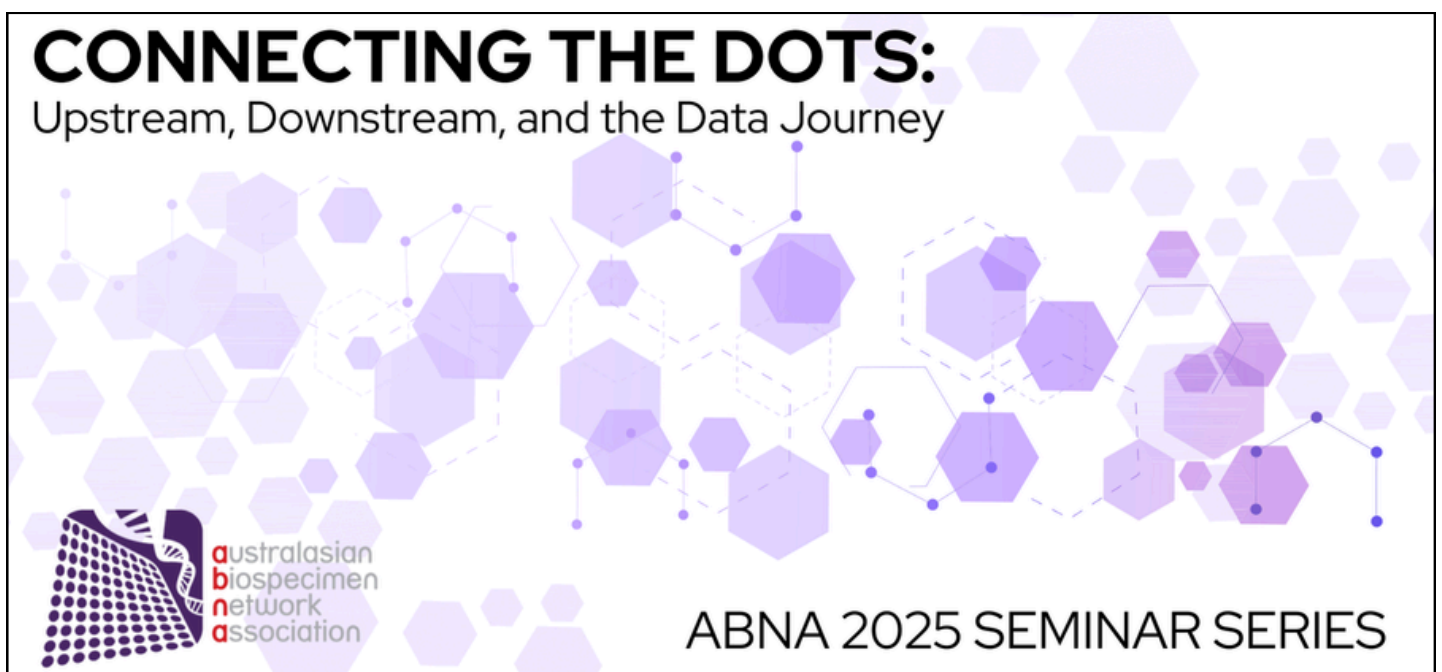 CONNECTING THE DOTS:
Upstream, Downstream, and the Data Journey
australasian
biospecimen
network
association
ABNA 2025 SEMINAR SERIES